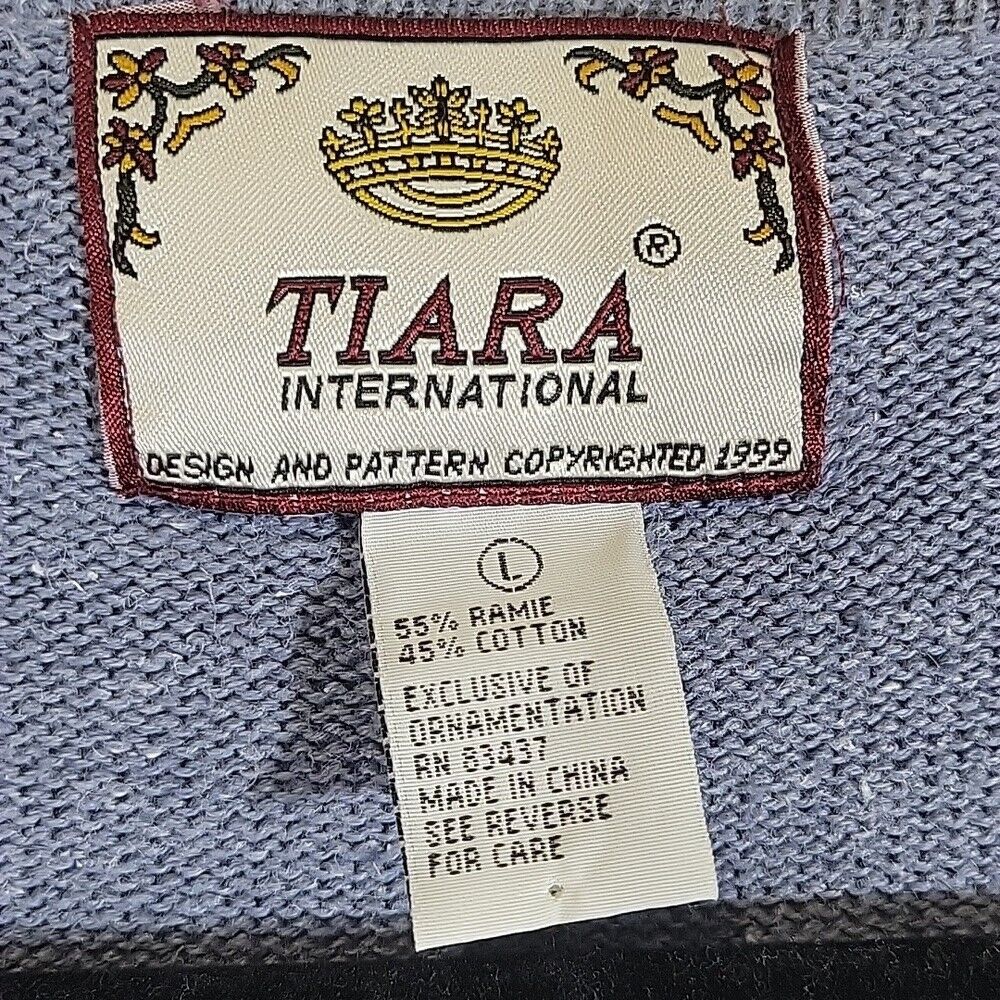 TIARA ®
INTERNATIONAL
DESIGN AND PATTERN COPYRIGHTED 1999
L
55% RAMIE
45% COTTON
EXCLUSIVE OF
ORNAMENTATION
RN 83437
MADE IN CHINA
SEE REVERSE
FOR CARE